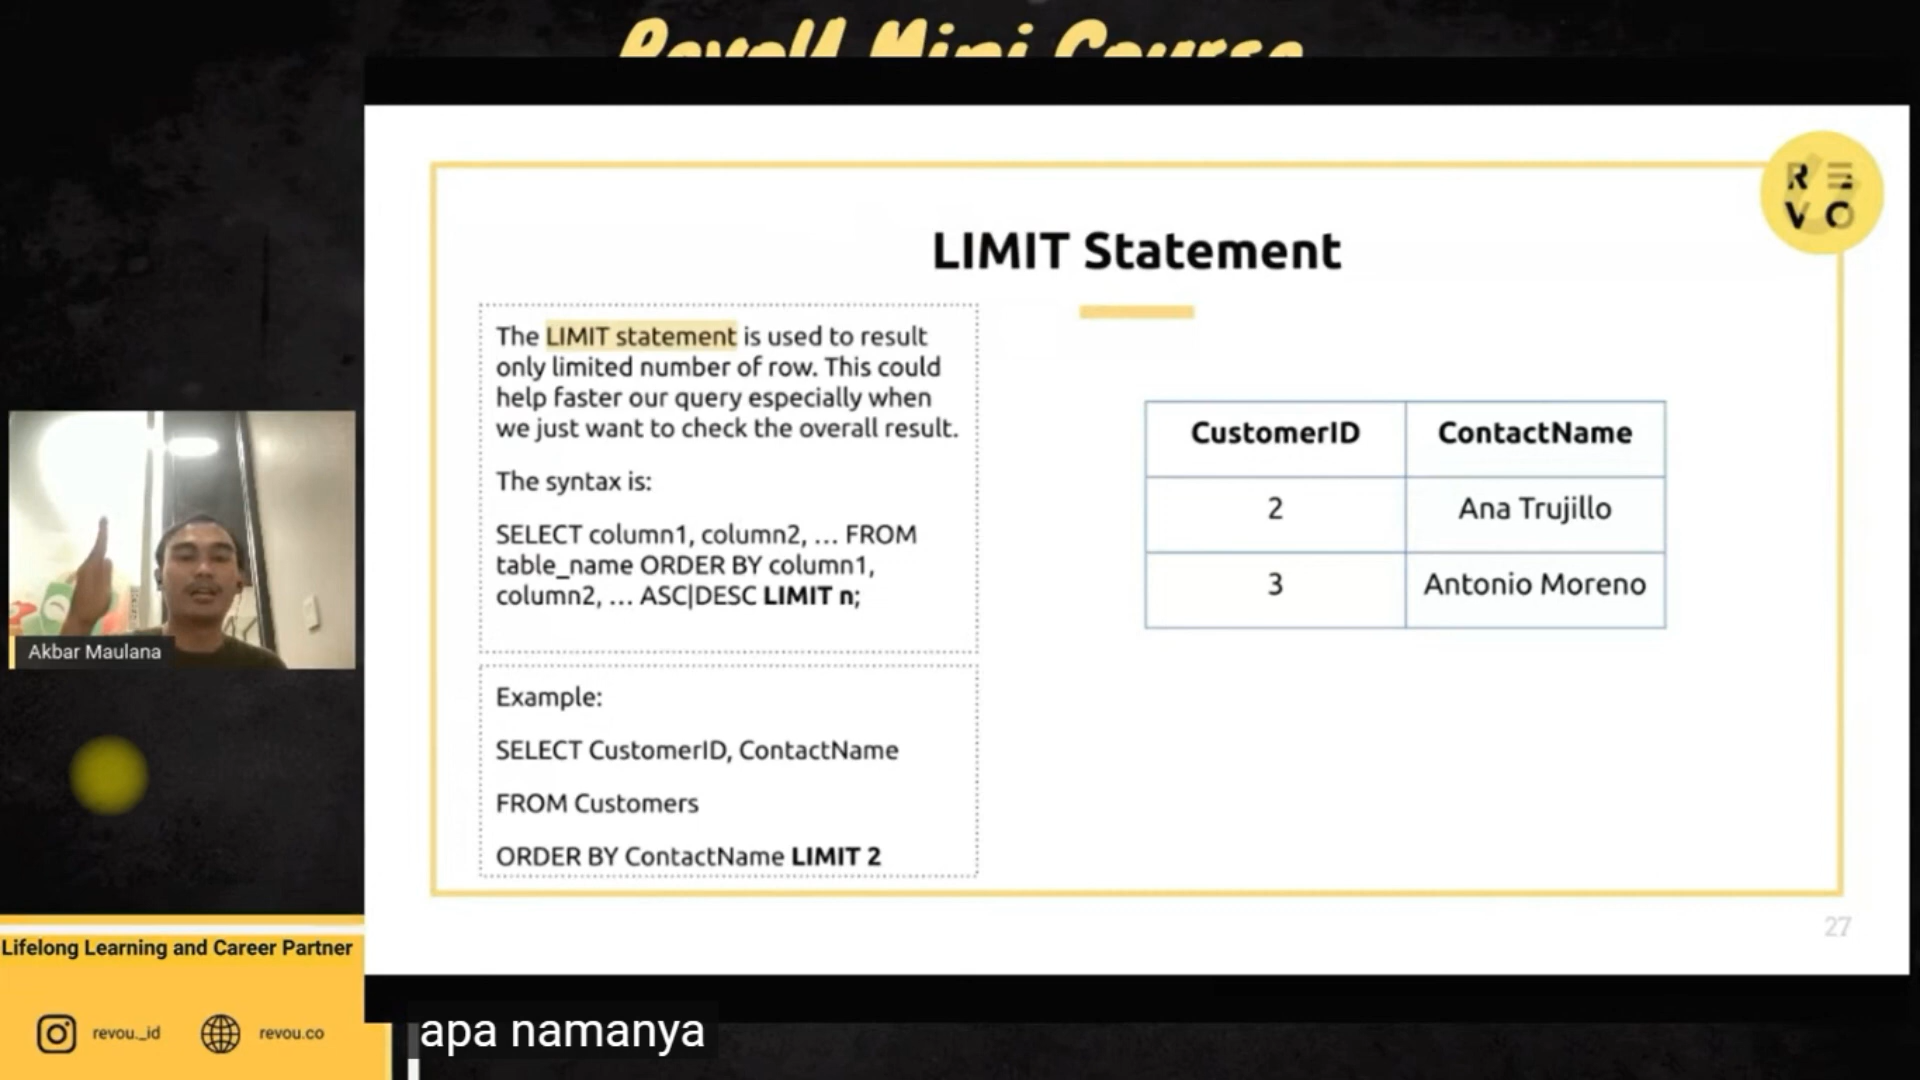 RevoU Mini Course
R E
V O
LIMIT Statement
The LIMIT statement is used to result
only limited number of row. This could
help faster our query especially when
we just want to check the overall result.
The syntax is:
SELECT column1, column2, ... FROM
table_name ORDER BY column1,
column2, ... ASC|DESC LIMIT n;
Example:
SELECT CustomerID, ContactName
FROM Customers
ORDER BY ContactName LIMIT 2
CustomerID ContactName
2 Ana Trujillo
3 Antonio Moreno
27
Akbar Maulana
Lifelong Learning and Career Partner
revou_id revou.co
apa namanya